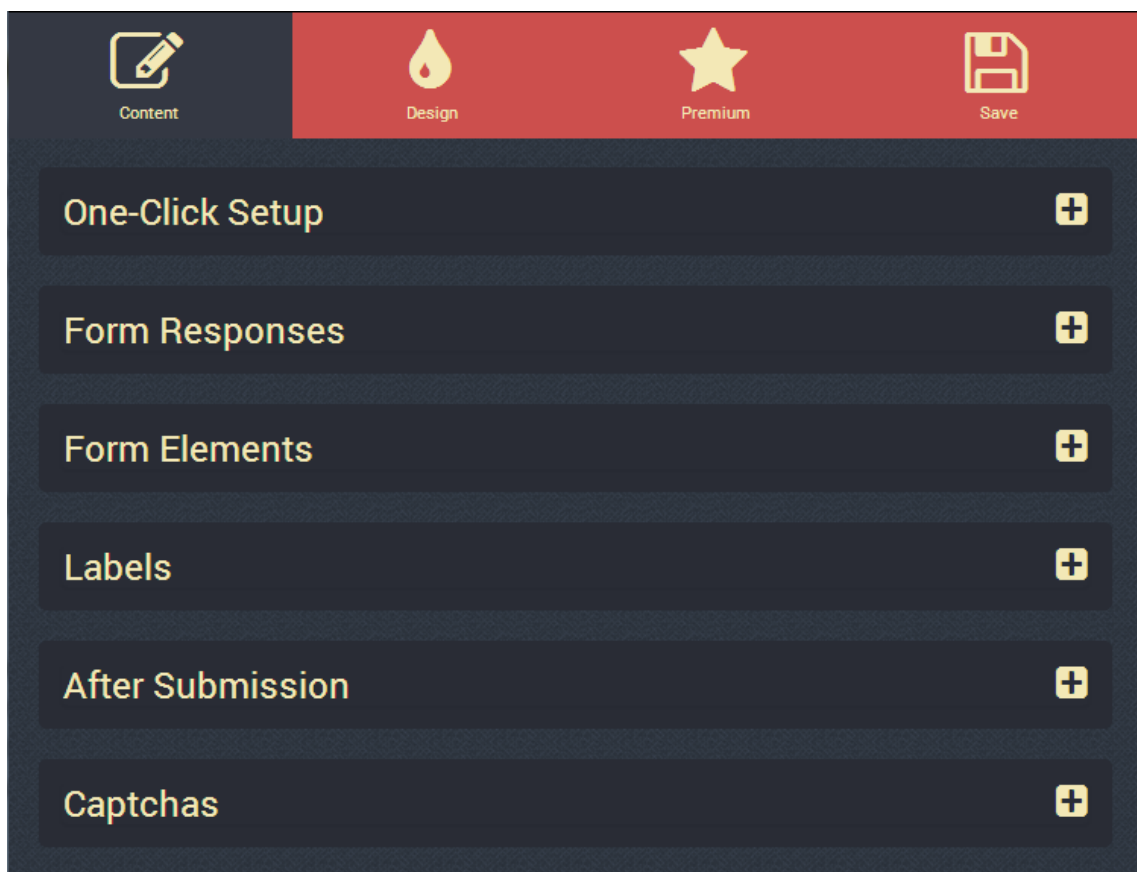 Content
Design
Premium
Save
One-Click Setup
Form Responses
Form Elements
Labels
After Submission
Captchas